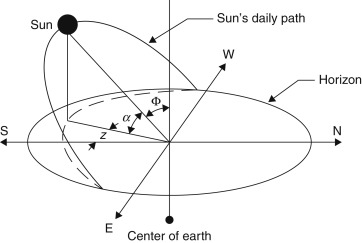 Sun
Sun's daily path
W
Horizon
Φ
α
S
z
N
E
Center of earth